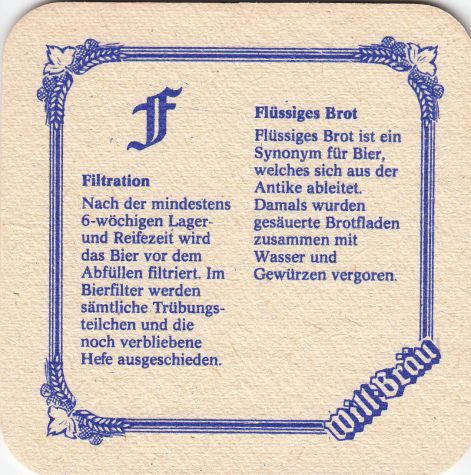 F
Filtration
Nach der mindestens
6-wöchigen Lager-
und Reifezeit wird
das Bier vor dem
Abfüllen filtriert. Im
Bierfilter werden
sämtliche Trübungs-
teilchen und die
noch verbliebene
Hefe ausgeschieden.
Flüssiges Brot
Flüssiges Brot ist ein
Synonym für Bier,
welches sich aus der
Antike ableitet.
Damals wurden
gesäuerte Brotfladen
zusammen mit
Wasser und
Gewürzen vergoren.
Will-Bräu